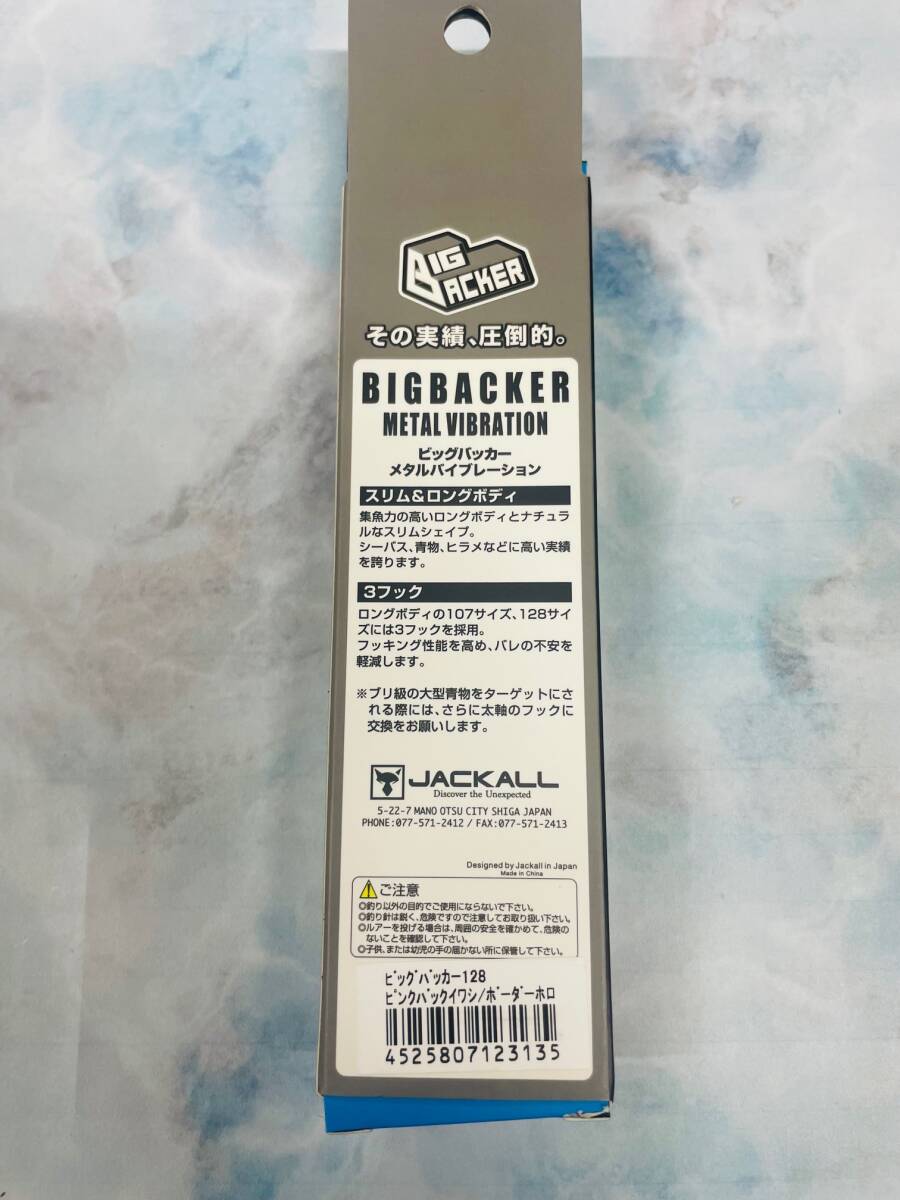 BIG
BACKER
その実績、圧倒的。
BIGBACKER
METAL VIBRATION
ビッグバッカー
メタルバイブレーション
スリム&ロングボディ
集魚力の高いロングボディとナチュラ
ルなスリムシェイプ。
シーバス、青物、ヒラメなどに高い実績
を誇ります。
3フック
ロングボディの107サイズ、128サイ
ズには3フックを採用。
フッキング性能を高め、バレの不安を
軽減します。
※ブリ級の大型青物をターゲットにさ
れる際には、さらに太軸のフックに
交換をお願いします。
JACKALL
Discover the Unexpected
5-22-7 MANO OTSU CITY SHIGA JAPAN
PHONE:077-571-2412 / FAX:077-571-2413
Designed by Jackall in Japan
Made in China
ご注意
◎釣り以外の目的でご使用にならないで下さい。
◎釣り針は鋭く、危険ですので注意してお取り扱い下さい。
◎ルアーを投げる場合は、周囲の安全を確かめて、危険の
ないことを確認して下さい。
◎子供、または幼児の手の届かない所に保管して下さい。
ﾋﾞｯｸﾞﾊﾞｯｶｰ128
ﾋﾟﾝｸﾊﾞｯｸｲﾜｼ/ﾎﾞｰﾀﾞｰﾎﾛ
4525807123135